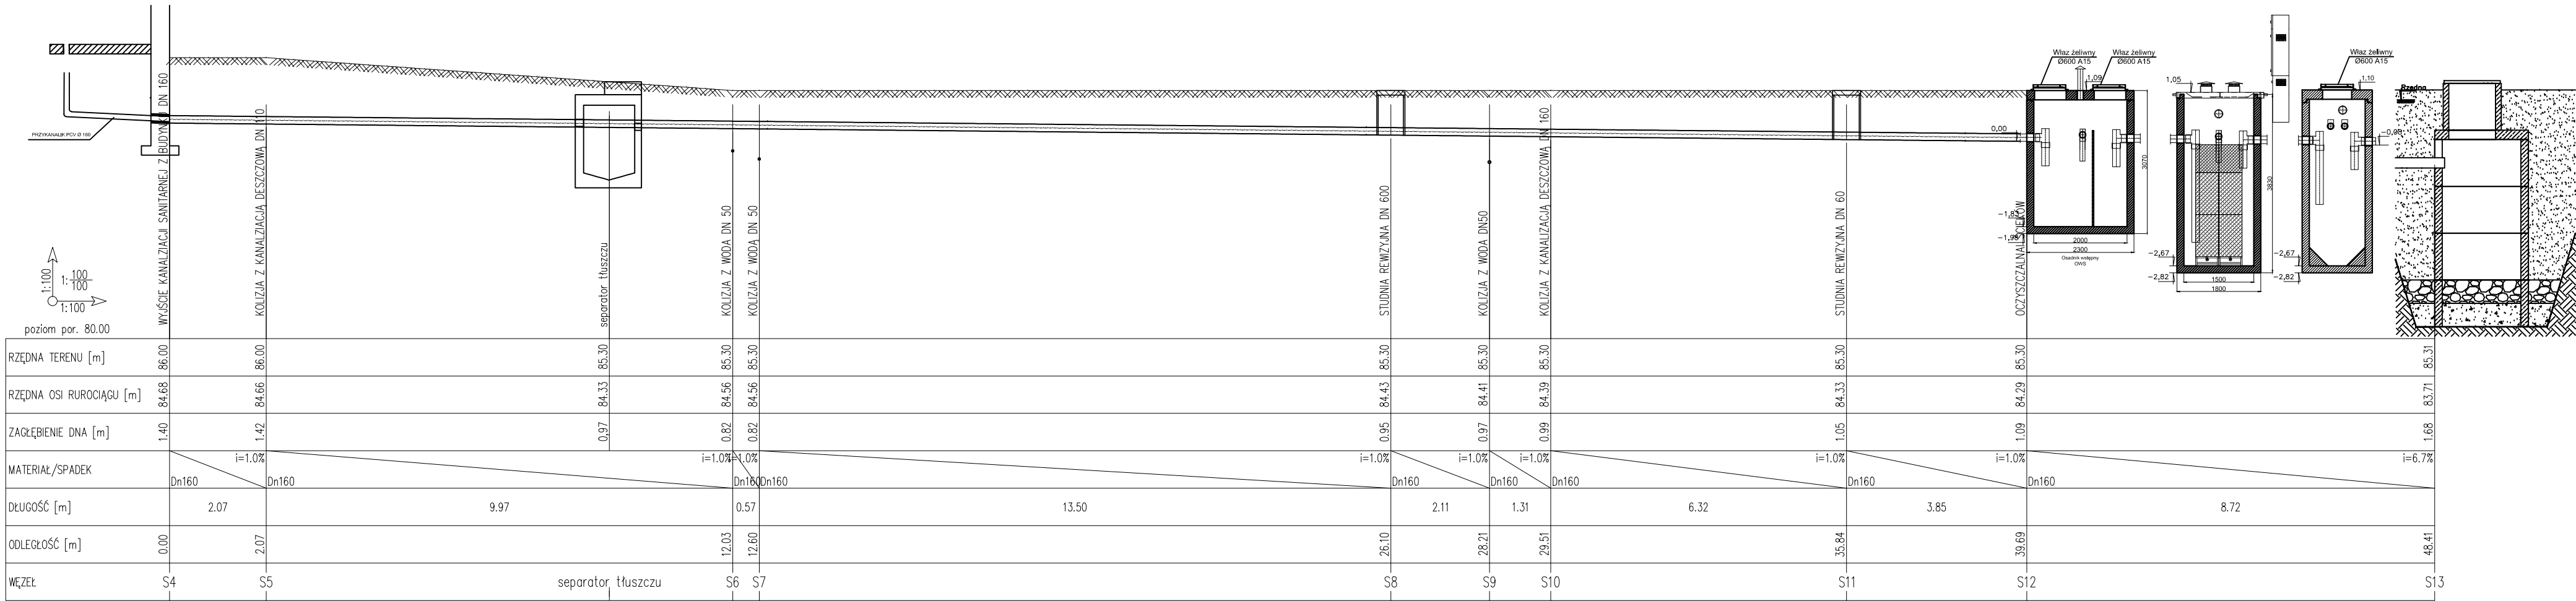 Właz żeliwny
Ø600 A15
Właz żeliwny
Ø600 A15
Właz żeliwny
Ø600 A15
1,09
1,05
1,10
Rzędna
PRZYKANALIK PCV Ø 160
0,00
3070
-1,83
-1,98
2000
2300
Osadnik wstępny
OWS
3830
-2,67
-2,82
1500
1800
-0,09
-2,67
-2,82
WYJŚCIE KANALZIACJI SANITARNEJ Z BUDYNKU DN 160
KOLIZJA Z KANALZIACJĄ DESZCZOWĄ DN 110
separator tłuszczu
KOLIZJA Z WODĄ DN 50
KOLIZJA Z WODĄ DN 50
STUDNIA REWIZYJNA DN 600
KOLIZJA Z WODĄ DN50
KOLIZJA Z KANALIZACJĄ DESZCZOWĄ DN 160
STUDNIA REWIZYJNA DN 60
OCZYSZCZALNIA ŚCIEKÓW
1:100
1: 100/100
1:100
poziom por. 80.00
RZĘDNA TERENU [m] 86.00 86.00 85.30 85.30 85.30 85.30 85.30 85.30 85.30 85.30 85.31
RZĘDNA OSI RUROCIĄGU [m] 84.68 84.66 84.33 84.56 84.56 84.43 84.41 84.39 84.33 84.29 83.71
ZAGŁĘBIENIE DNA [m] 1.40 1.42 0,97 0.82 0.82 0.95 0.97 0.99 1.05 1.09 1.68
i=1.0% i=1.0% i=1.0% i=1.0% i=1.0% i=1.0% i=1.0% i=1.0% i=6.7%
MATERIAŁ/SPADEK
Dn160 Dn160 Dn160 Dn160 Dn160 Dn160 Dn160 Dn160 Dn160
DŁUGOŚĆ [m] 2.07 9.97 0.57 13.50 2.11 1.31 6.32 3.85 8.72
ODLEGŁOŚĆ [m] 0.00 2.07 12.03 12.60 26.10 28.21 29.51 35.84 39.69 48.41
WĘZEŁ S4 S5 separator tłuszczu S6 S7 S8 S9 S10 S11 S12 S13